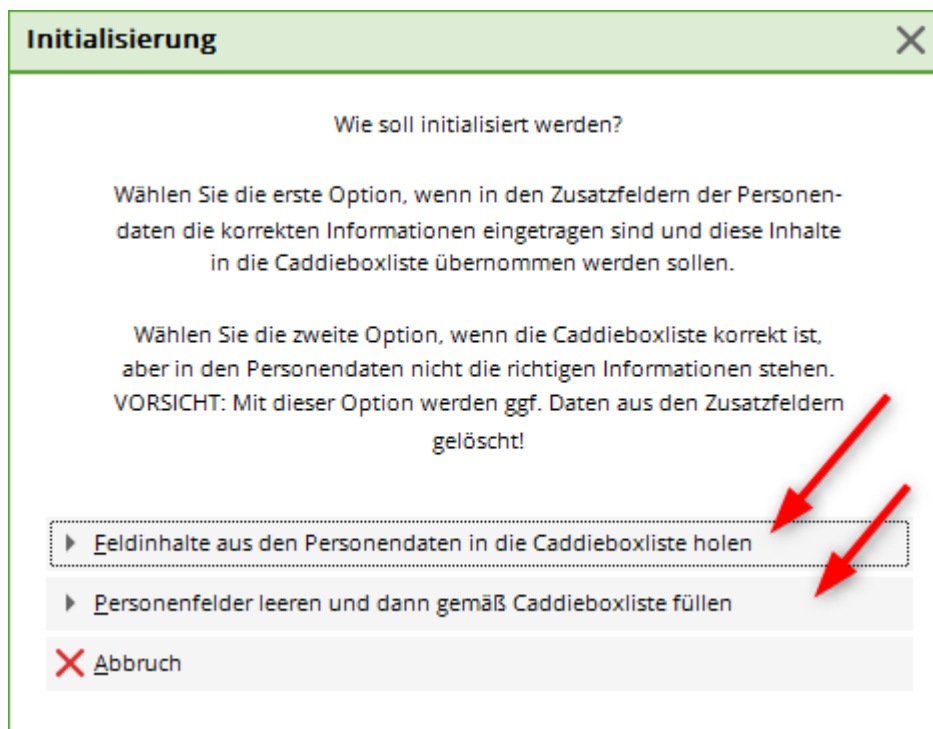 Initialisierung
Wie soll initialisiert werden?
Wählen Sie die erste Option, wenn in den Zusatzfeldern der Personen-
daten die korrekten Informationen eingetragen sind und diese Inhalte
in die Caddieboxliste übernommen werden sollen.
Wählen Sie die zweite Option, wenn die Caddieboxliste korrekt ist,
aber in den Personendaten nicht die richtigen Informationen stehen.
VORSICHT: Mit dieser Option werden ggf. Daten aus den Zusatzfeldern
gelöscht!
Feldinhalte aus den Personendaten in die Caddieboxliste holen
Personenfelder leeren und dann gemäß Caddieboxliste füllen
Abbruch